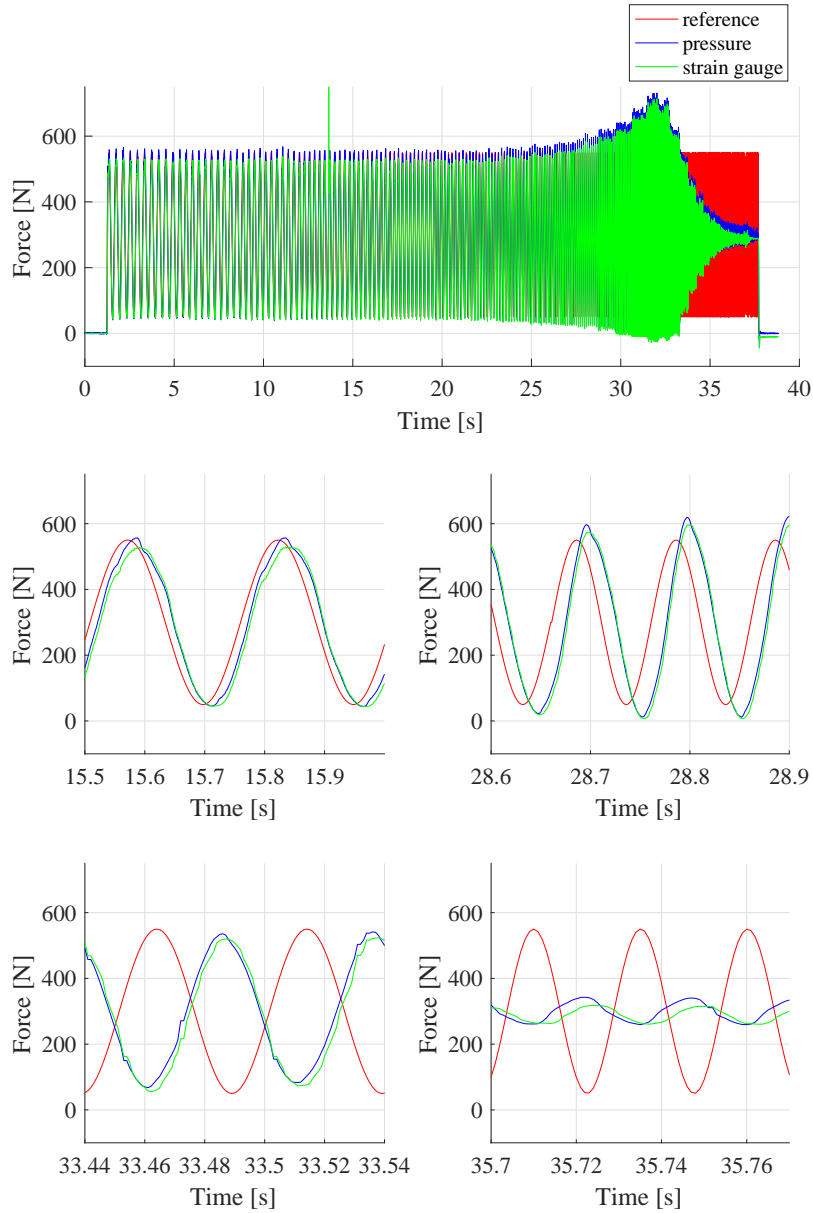 reference
pressure
strain gauge
600
400
200
0
Force [N]
0 5 10 15 20 25 30 35 40
Time [s]
600
400
200
0
Force [N]
15.5 15.6 15.7 15.8 15.9
Time [s]
600
400
200
0
Force [N]
28.6 28.7 28.8 28.9
Time [s]
600
400
200
0
Force [N]
33.44 33.46 33.48 33.5 33.52 33.54
Time [s]
600
400
200
0
Force [N]
35.7 35.72 35.74 35.76
Time [s]